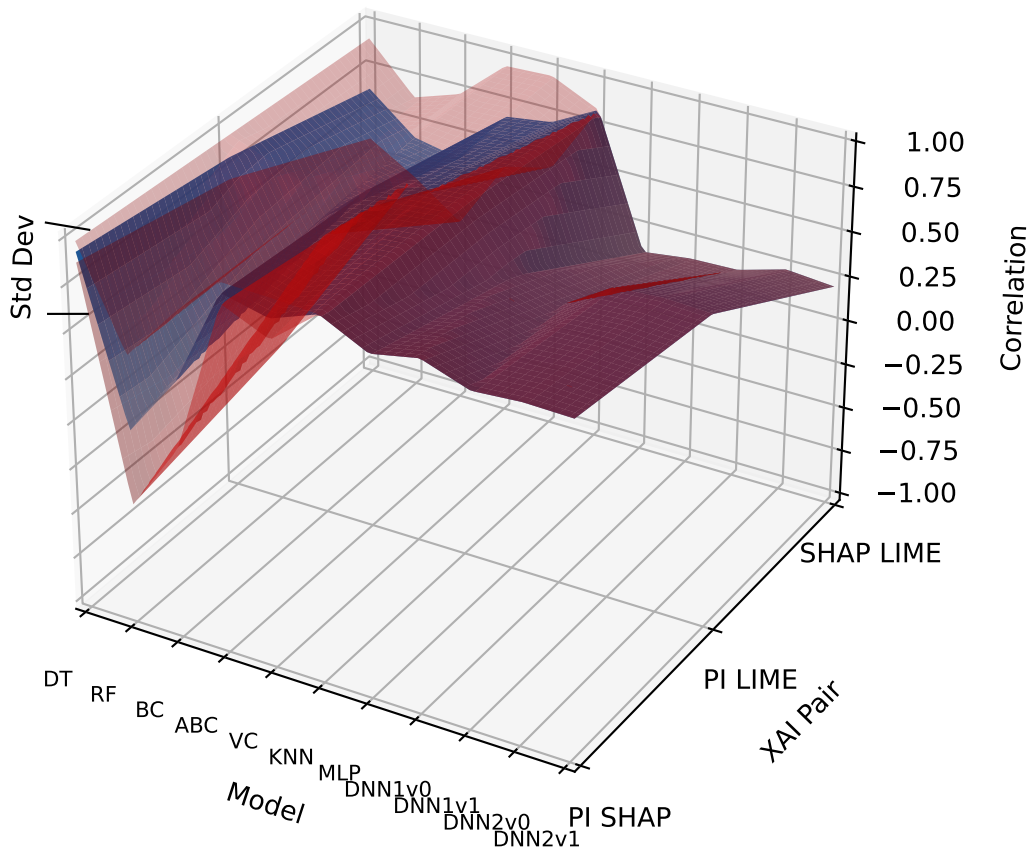 Std Dev
1.00
0.75
0.50
0.25
0.00
−0.25
−0.50
−0.75
−1.00
Correlation
SHAP LIME
PI LIME
PI SHAP
XAI Pair
DT
RF
BC
ABC
VC
KNN
MLP
DNN1v0
DNN1v1
DNN2v0
DNN2v1
Model